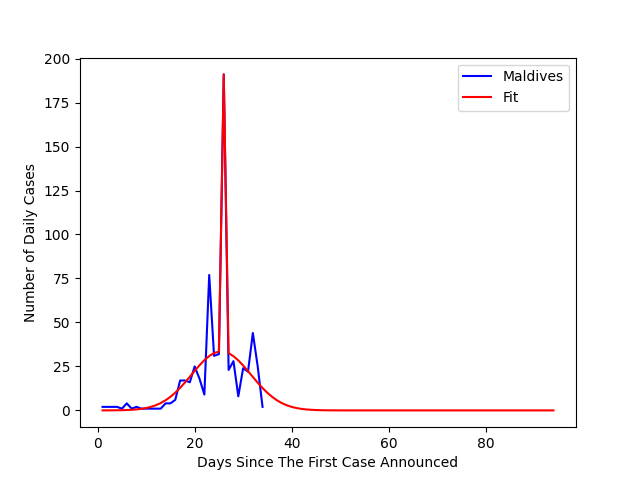 200
175
150
125
100
75
50
25
0
Number of Daily Cases
Maldives
Fit
0 20 40 60 80
Days Since The First Case Announced